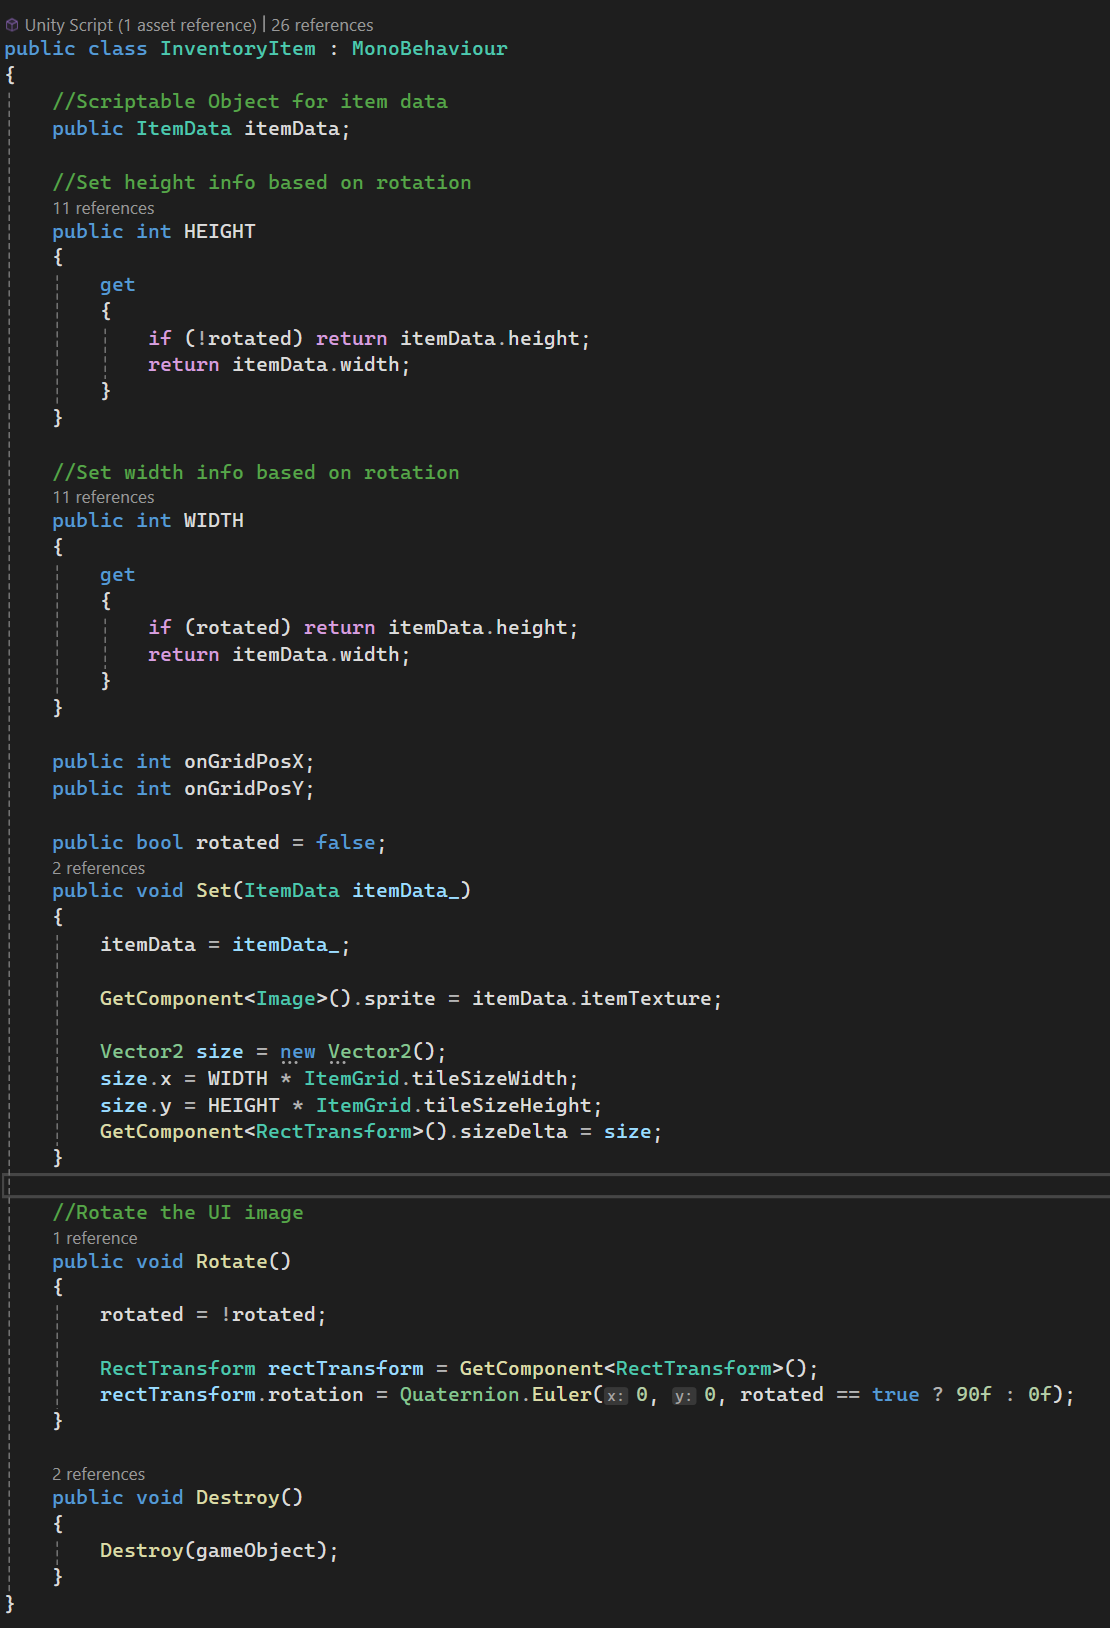 Unity Script (1 asset reference) | 26 references
public class InventoryItem : MonoBehaviour
{
    //Scriptable Object for item data
    public ItemData itemData;

    //Set height info based on rotation
    11 references
    public int HEIGHT
    {
        get
        {
            if (!rotated) return itemData.height;
            return itemData.width;
        }
    }

    //Set width info based on rotation
    11 references
    public int WIDTH
    {
        get
        {
            if (rotated) return itemData.height;
            return itemData.width;
        }
    }

    public int onGridPosX;
    public int onGridPosY;

    public bool rotated = false;
    2 references
    public void Set(ItemData itemData_)
    {
        itemData = itemData_;

        GetComponent<Image>().sprite = itemData.itemTexture;

        Vector2 size = new Vector2();
        size.x = WIDTH * ItemGrid.tileSizeWidth;
        size.y = HEIGHT * ItemGrid.tileSizeHeight;
        GetComponent<RectTransform>().sizeDelta = size;
    }

    //Rotate the UI image
    1 reference
    public void Rotate()
    {
        rotated = !rotated;

        RectTransform rectTransform = GetComponent<RectTransform>();
        rectTransform.rotation = Quaternion.Euler(x: 0, y: 0, rotated == true ? 90f : 0f);
    }

    2 references
    public void Destroy()
    {
        Destroy(gameObject);
    }
}